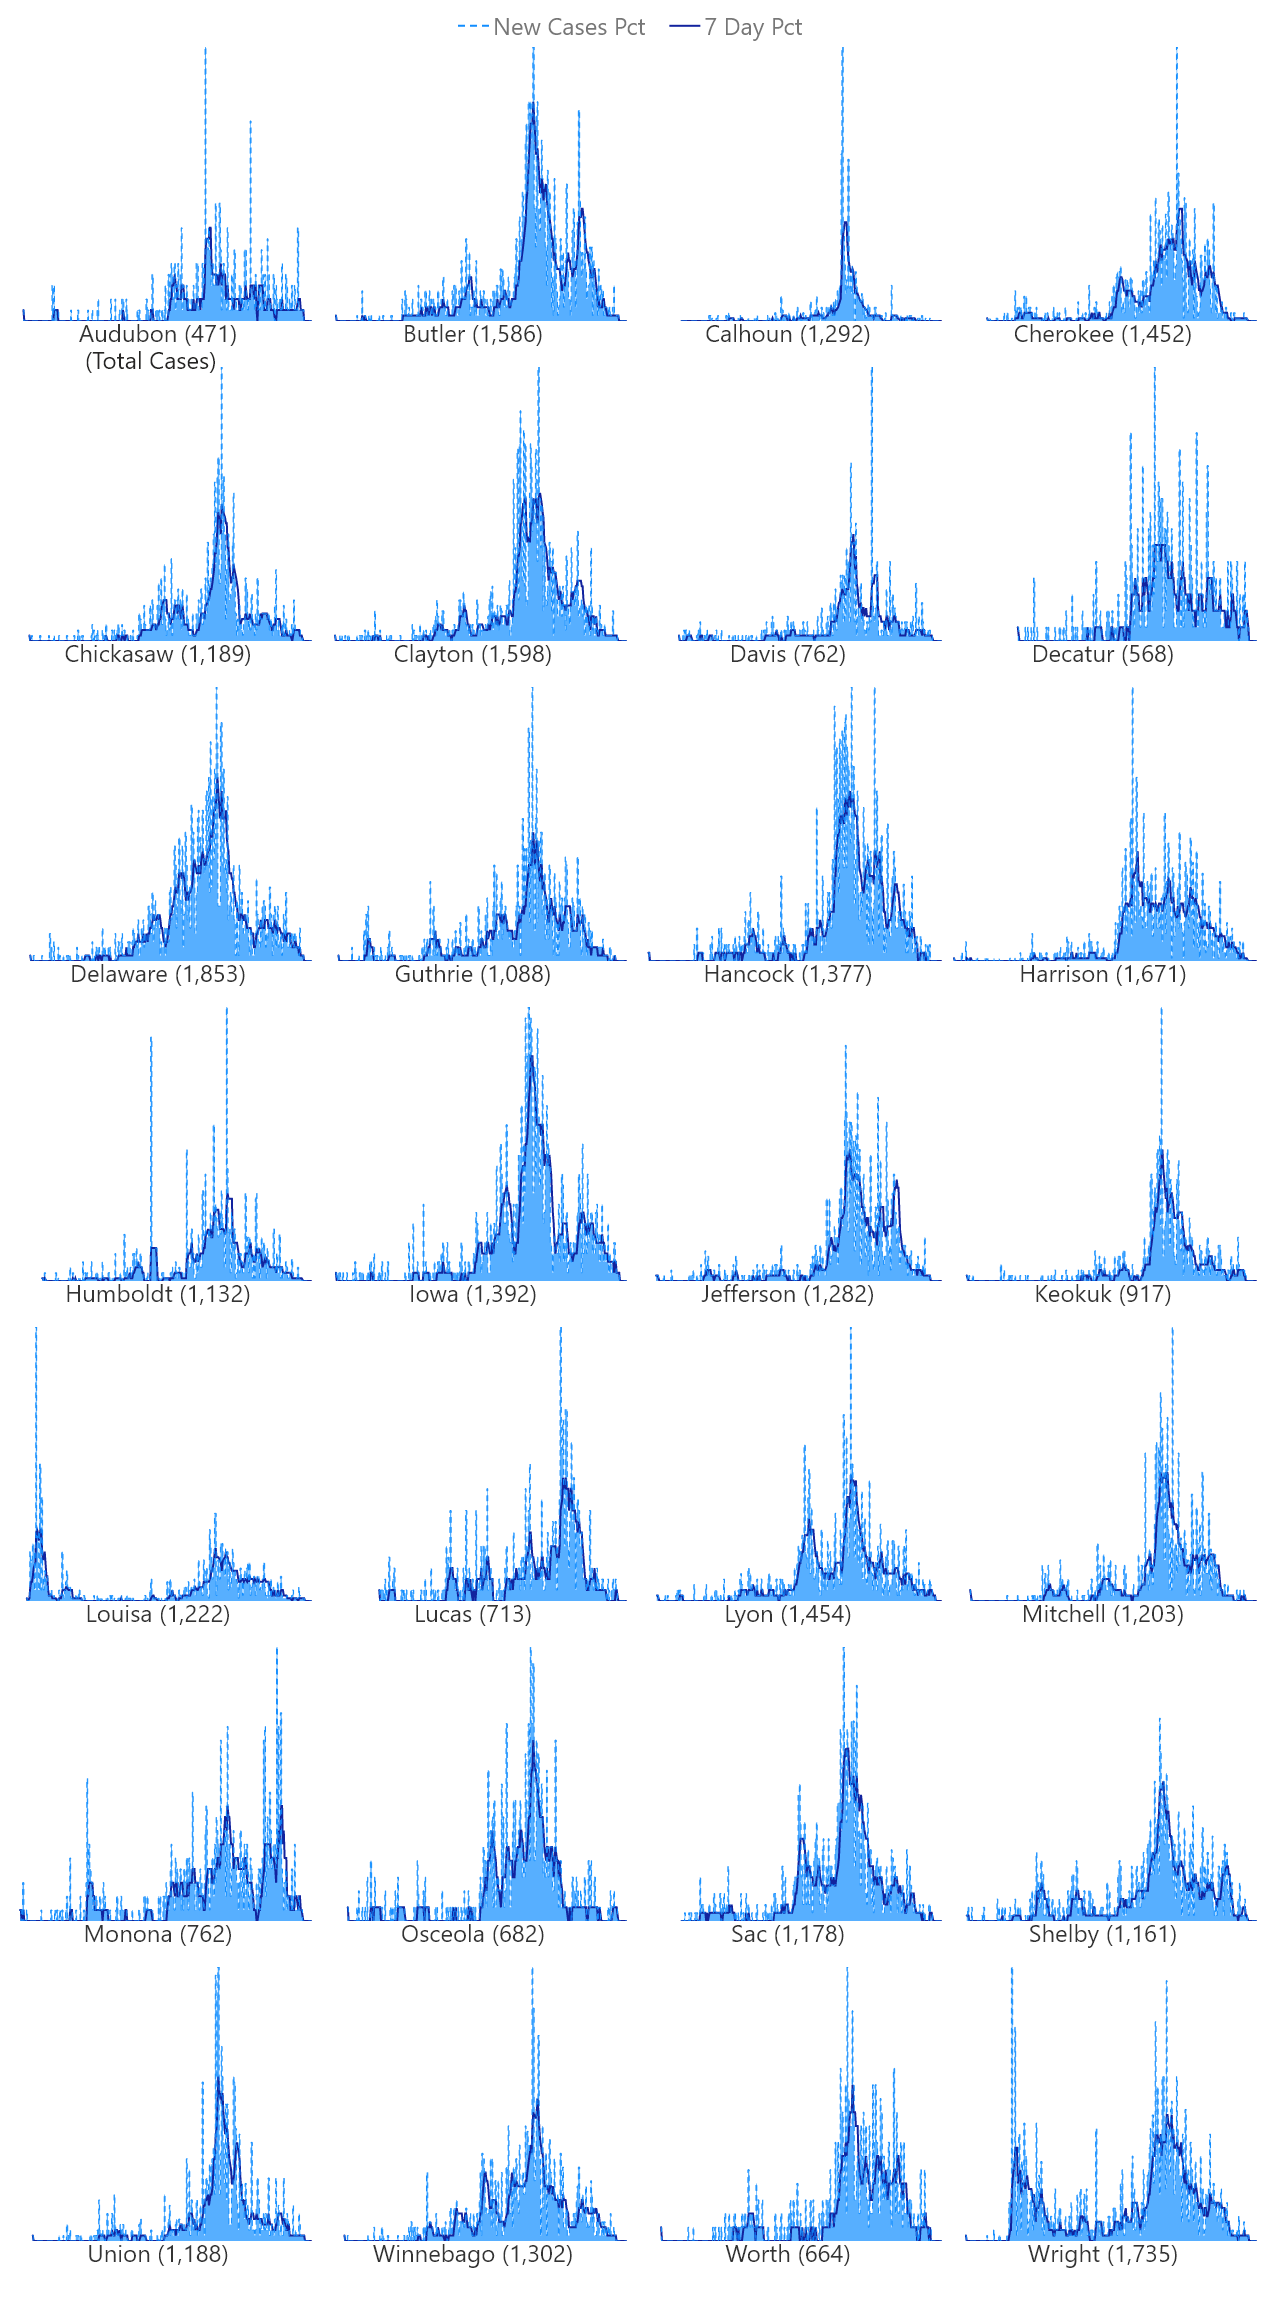 New Cases Pct 7 Day Pct
Audubon (471) Butler (1,586) Calhoun (1,292) Cherokee (1,452)
(Total Cases)
Chickasaw (1,189) Clayton (1,598) Davis (762) Decatur (568)
Delaware (1,853) Guthrie (1,088) Hancock (1,377) Harrison (1,671)
Humboldt (1,132) Iowa (1,392) Jefferson (1,282) Keokuk (917)
Louisa (1,222) Lucas (713) Lyon (1,454) Mitchell (1,203)
Monona (762) Osceola (682) Sac (1,178) Shelby (1,161)
Union (1,188) Winnebago (1,302) Worth (664) Wright (1,735)